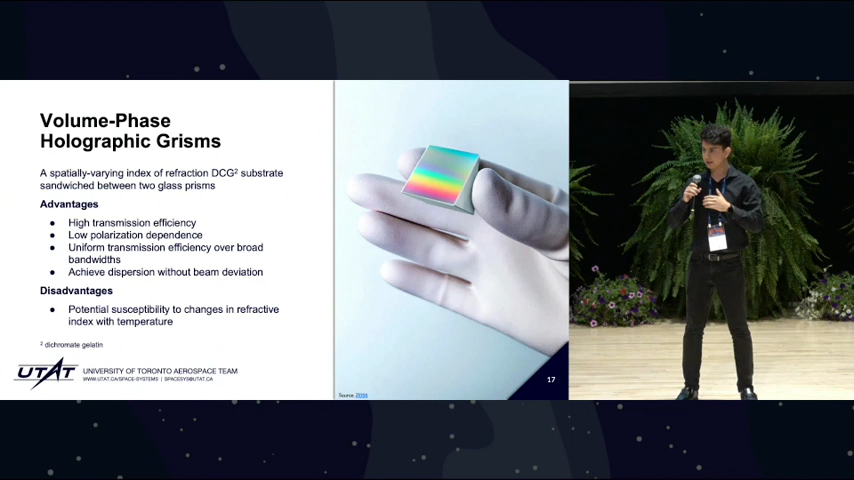 Volume-Phase
Holographic Grisms
A spatially-varying index of refraction DCG² substrate
sandwiched between two glass prisms
Advantages
● High transmission efficiency
● Low polarization dependence
● Uniform transmission efficiency over broad
bandwidths
● Achieve dispersion without beam deviation
Disadvantages
● Potential susceptibility to changes in refractive
index with temperature
² dichromate gelatin
UTAT
UNIVERSITY OF TORONTO AEROSPACE TEAM
WWW.UTAT.CA/SPACE-SYSTEMS | SPACESYS@UTAT.CA
Source:
17